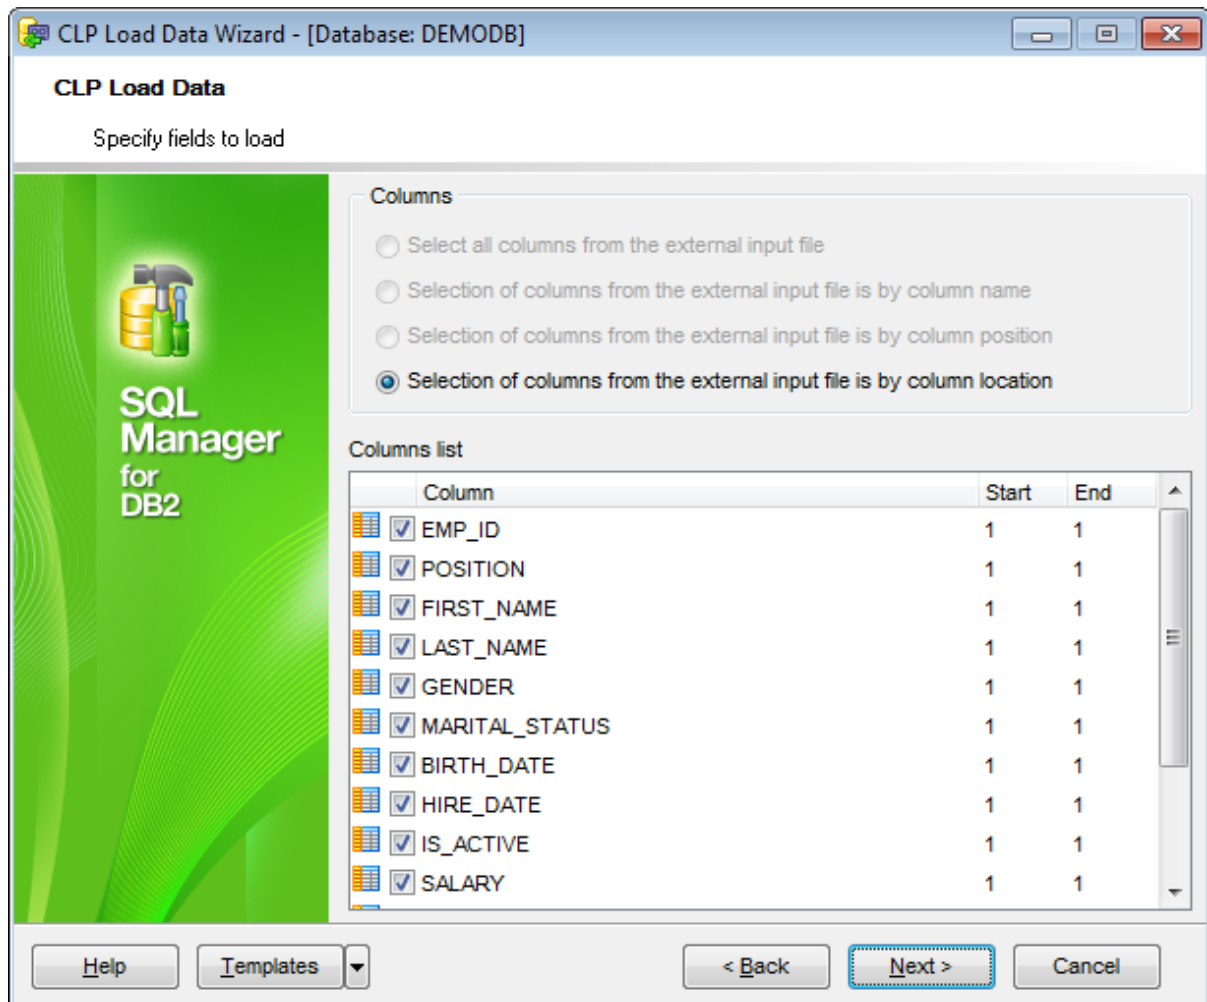 CLP Load Data Wizard - [Database: DEMODB]
CLP Load Data
Specify fields to load
SQL
Manager
for
DB2
Columns
Select all columns from the external input file
Selection of columns from the external input file is by column name
Selection of columns from the external input file is by column position
Selection of columns from the external input file is by column location
Columns list
Column Start End
EMP_ID 1 1
POSITION 1 1
FIRST_NAME 1 1
LAST_NAME 1 1
GENDER 1 1
MARITAL_STATUS 1 1
BIRTH_DATE 1 1
HIRE_DATE 1 1
IS_ACTIVE 1 1
SALARY 1 1
Help Templates < Back Next > Cancel